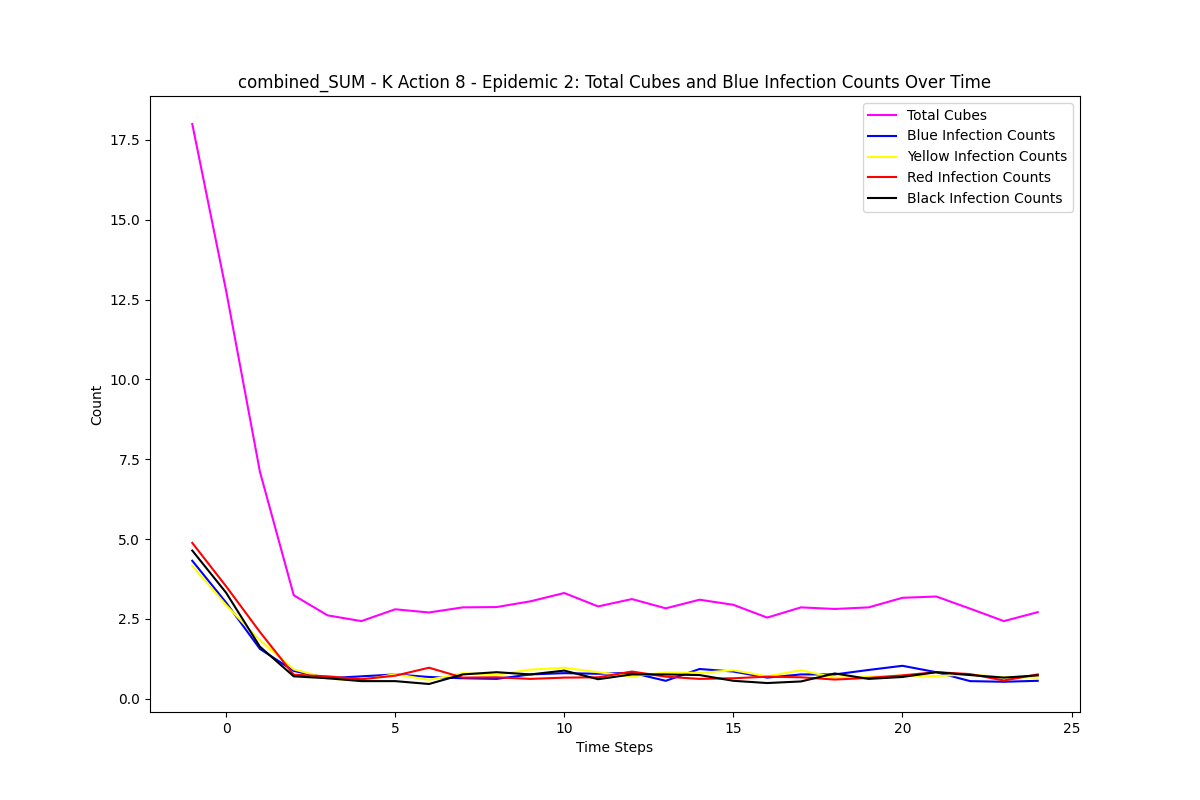 combined_SUM - K Action 8 - Epidemic 2: Total Cubes and Blue Infection Counts Over Time
Total Cubes
Blue Infection Counts
Yellow Infection Counts
Red Infection Counts
Black Infection Counts
17.5
15.0
12.5
10.0
7.5
5.0
2.5
0.0
Count
0 5 10 15 20 25
Time Steps